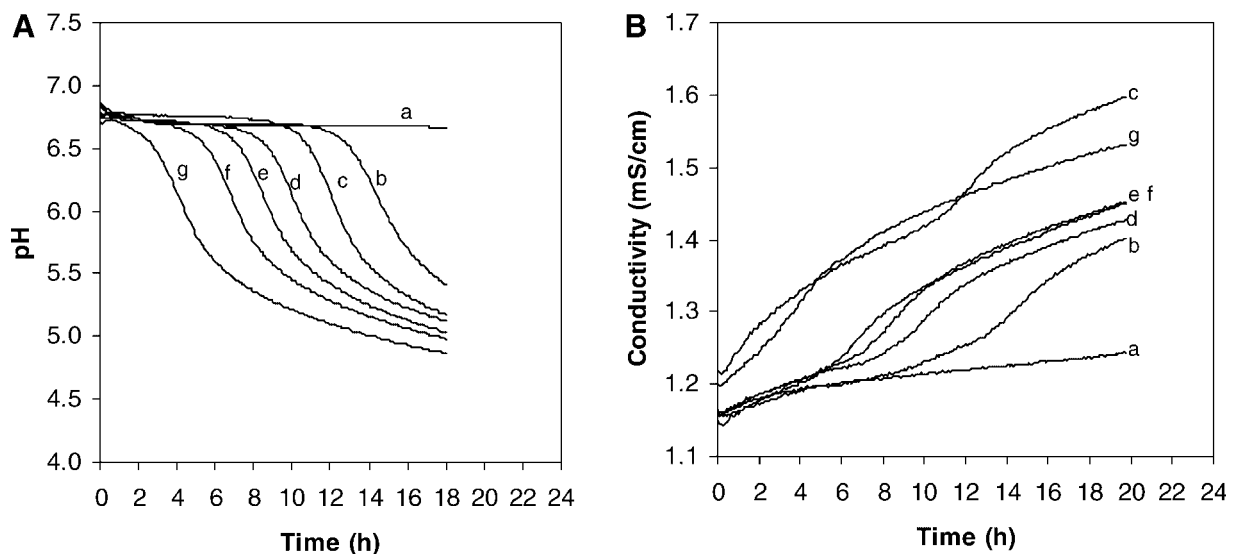 A
7.5
7.0
6.5
6.0
5.5
5.0
4.5
4.0
pH
a
g f e d c b
0 2 4 6 8 10 12 14 16 18 20 22 24
Time (h)
B
1.7
1.6
1.5
1.4
1.3
1.2
1.1
Conductivity (mS/cm)
c
g
e f
d
b
a
0 2 4 6 8 10 12 14 16 18 20 22 24
Time (h)